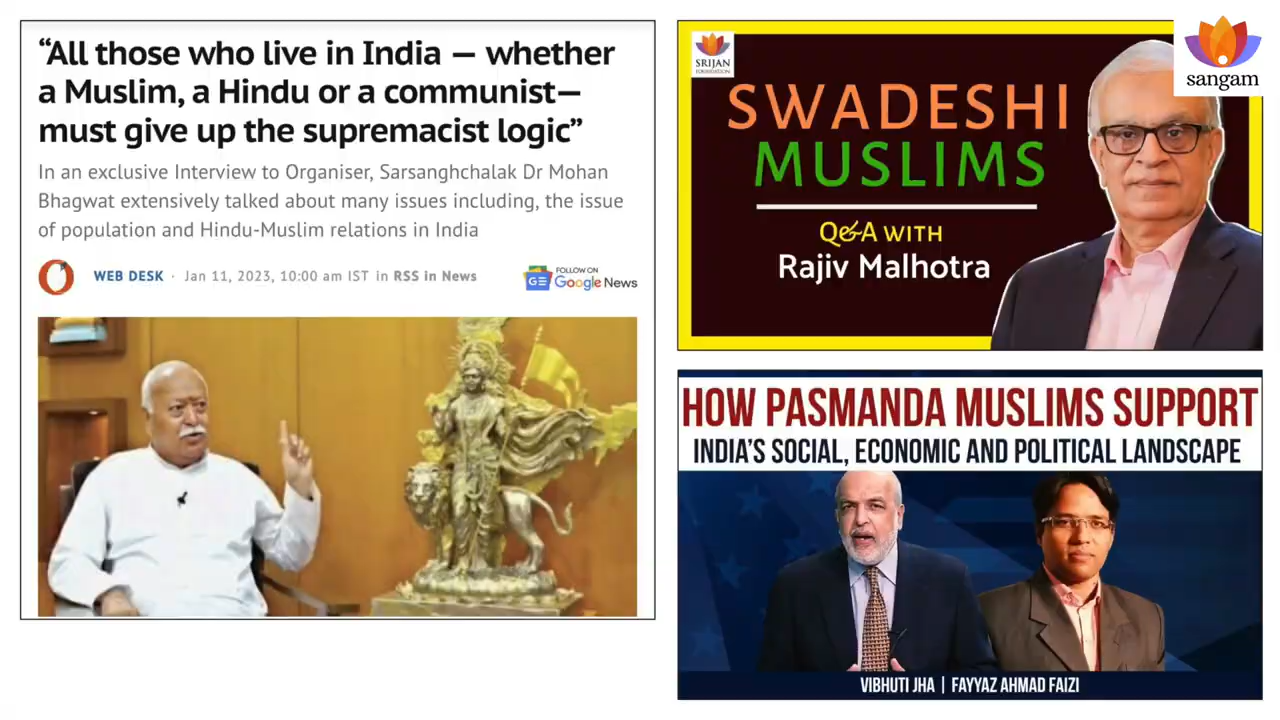 “All those who live in India — whether
a Muslim, a Hindu or a communist—
must give up the supremacist logic”
In an exclusive Interview to Organiser, Sarsanghchalak Dr Mohan
Bhagwat extensively talked about many issues including, the issue
of population and Hindu-Muslim relations in India
WEB DESK · Jan 11, 2023, 10:00 am IST in RSS in News
FOLLOW ON
GE Google News
SRIJAN
FOUNDATION
SWADESHI
MUSLIMS
Q&A WITH
Rajiv Malhotra
sangam
HOW PASMANDA MUSLIMS SUPPORT
INDIA'S SOCIAL, ECONOMIC AND POLITICAL LANDSCAPE
VIBHUTI JHA | FAYYAZ AHMAD FAIZI